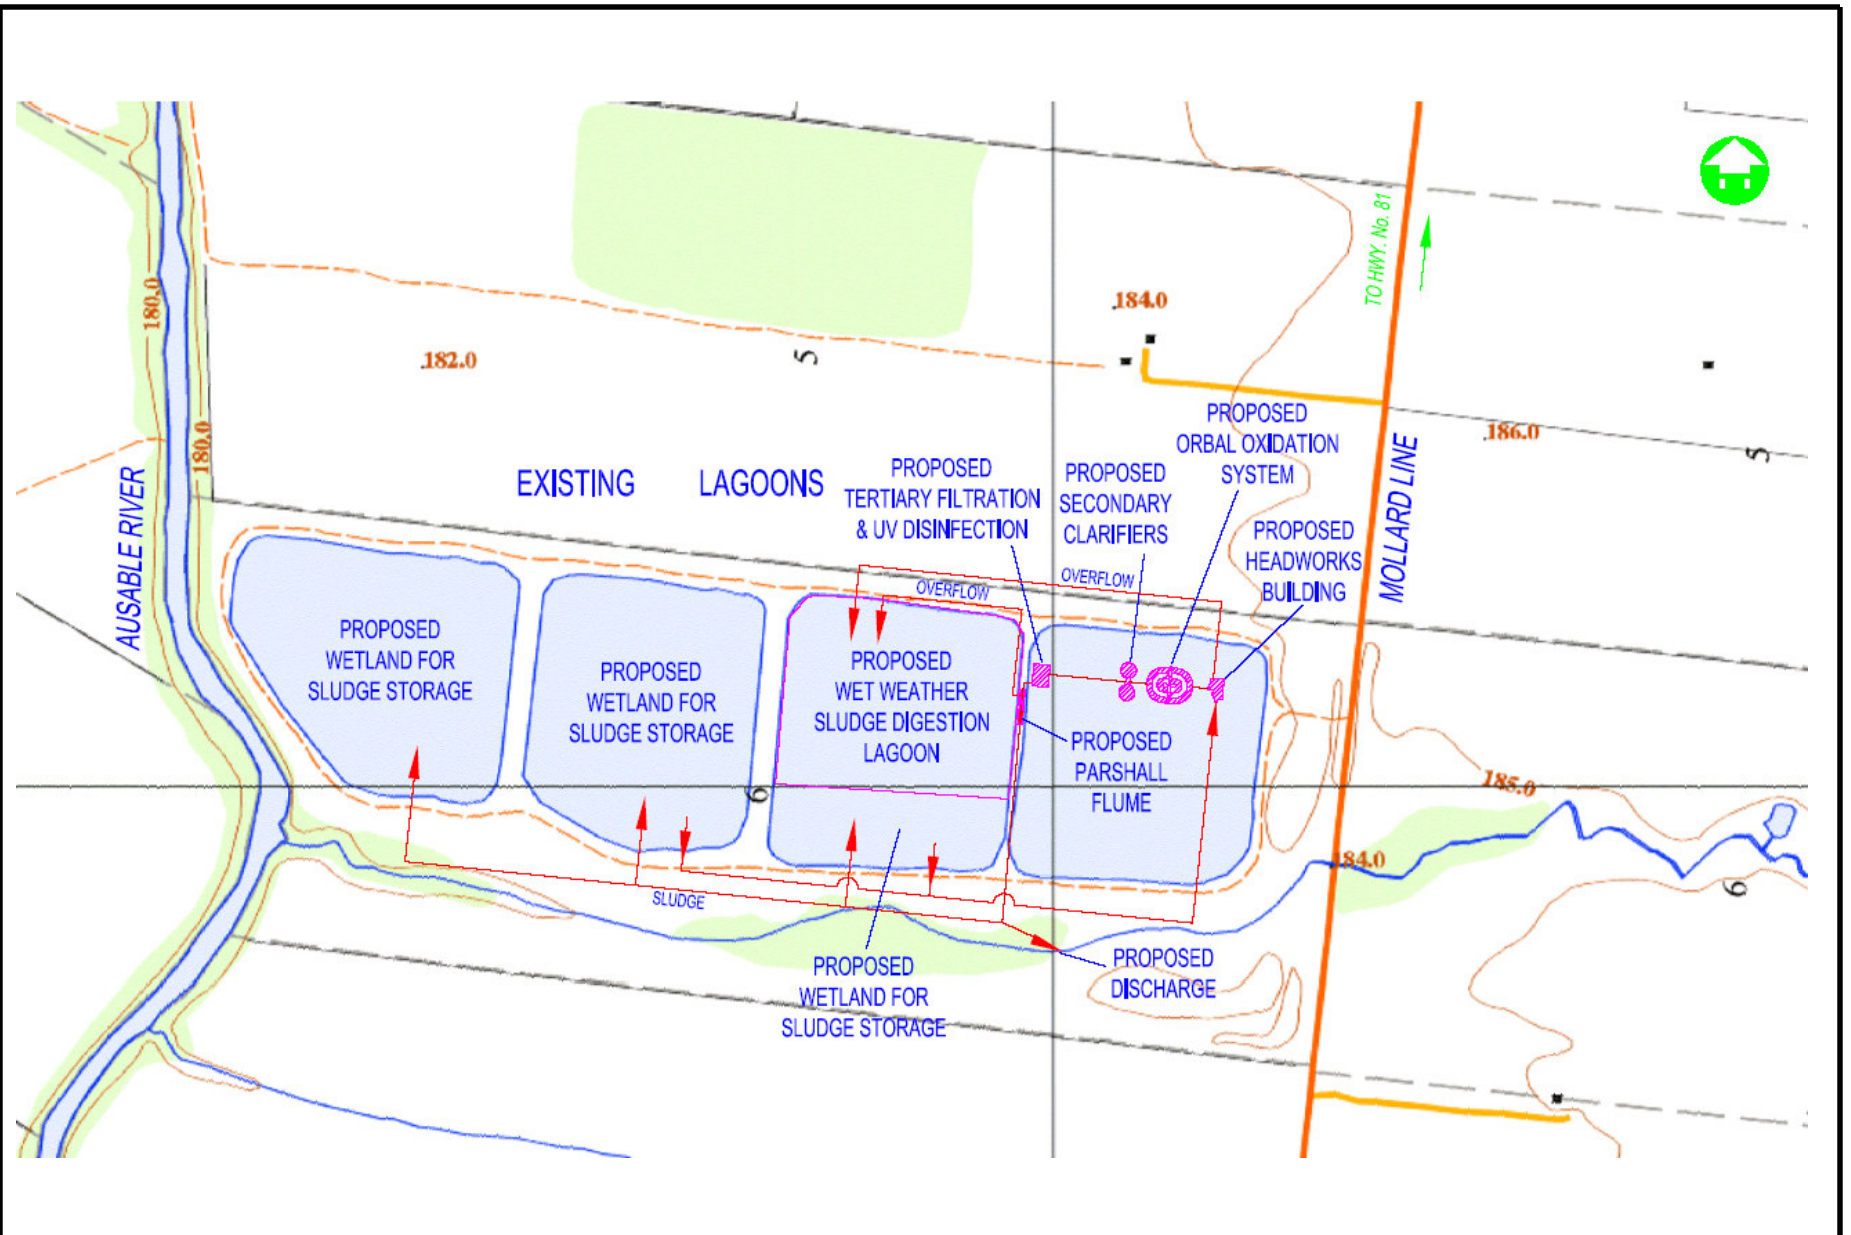 TO HWY. No. 81
180.0
.184.0
.182.0
5
180.0
.186.0
5
PROPOSED
ORBAL OXIDATION
SYSTEM
EXISTING LAGOONS
PROPOSED
TERTIARY FILTRATION
& UV DISINFECTION
PROPOSED
SECONDARY
CLARIFIERS
PROPOSED
HEADWORKS
BUILDING
MOLLARD LINE
AUSABLE RIVER
OVERFLOW
OVERFLOW
PROPOSED
WETLAND FOR
SLUDGE STORAGE
PROPOSED
WETLAND FOR
SLUDGE STORAGE
PROPOSED
WET WEATHER
SLUDGE DIGESTION
LAGOON
PROPOSED
PARSHALL
FLUME
6
185.0
184.0
6
SLUDGE
PROPOSED
WETLAND FOR
SLUDGE STORAGE
PROPOSED
DISCHARGE